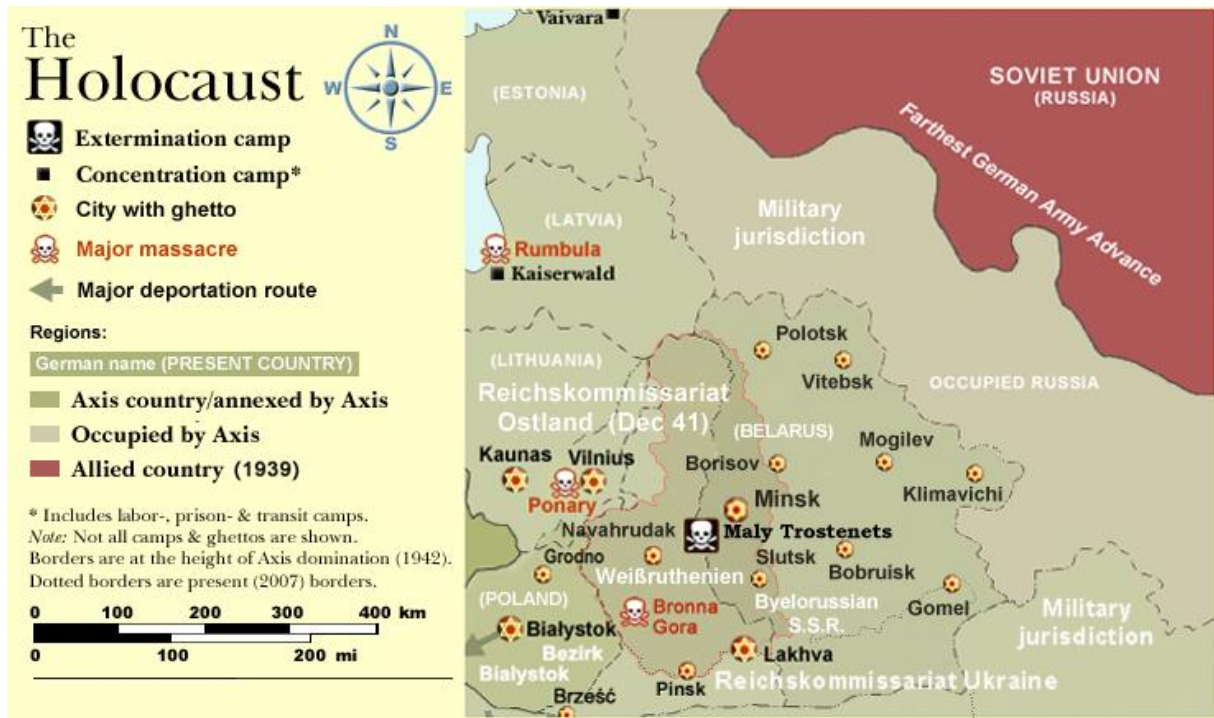 The
Holocaust
N
W
E
S
Extermination camp
Concentration camp*
City with ghetto
Major massacre
Major deportation route
Regions:
German name (PRESENT COUNTRY)
Axis country/annexed by Axis
Occupied by Axis
Allied country (1939)
* Includes labor-, prison- & transit camps.
Note: Not all camps & ghettos are shown.
Borders are at the height of Axis domination (1942).
Dotted borders are present (2007) borders.
0 100 200 300 400 km
0 100 200 mi
Vaivara
(ESTONIA)
SOVIET UNION
(RUSSIA)
Farthest German Army Advance
(LATVIA)
Military
jurisdiction
Rumbula
Kaiserwald
Polotsk
Vitebsk
(LITHUANIA)
Reichskommissariat
Ostland (Dec 41)
OCCUPIED RUSSIA
(BELARUS)
Mogilev
Kaunas
Vilnius
Borisov
Klimavichi
Ponary
Minsk
Navahrudak
Maly Trostenets
Grodno
Slutsk
Weißruthenien
Bobruisk
(POLAND)
Bronna
Gora
Byelorussian
S.S.R.
Gomel
Military
jurisdiction
Białystok
Bezirk
Bialystok
Lakhva
Pinsk
Reichskommissariat Ukraine
Brześć